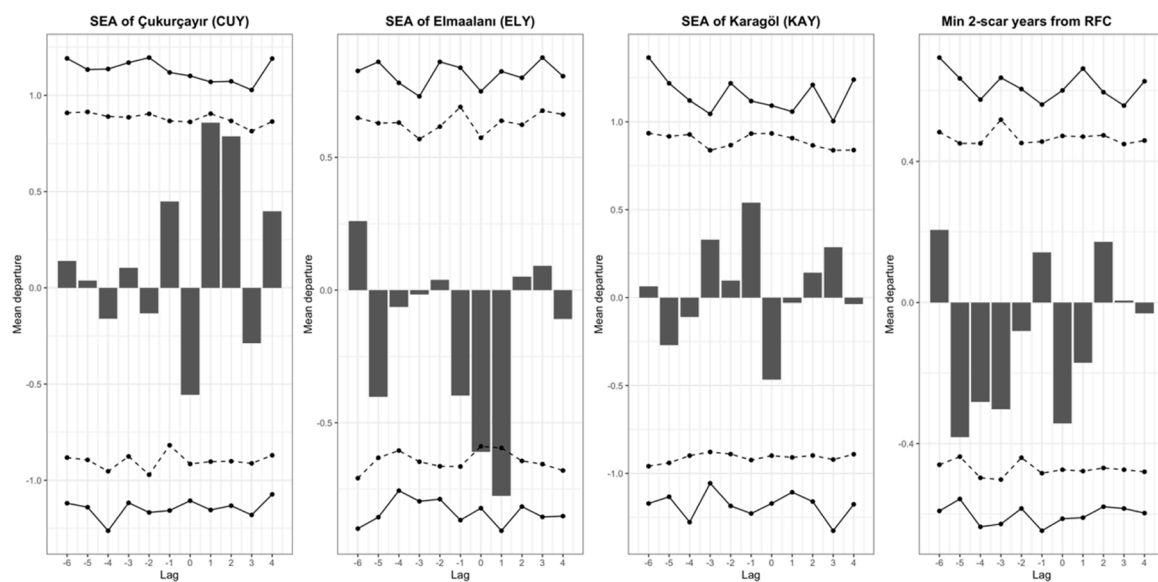 SEA of Çukurçayır (CUY)
Mean departure
1.0
0.5
0.0
-0.5
-1.0
-6 -5 -4 -3 -2 -1 0 1 2 3 4
Lag
SEA of Elmaalanı (ELY)
Mean departure
0.5
0.0
-0.5
-6 -5 -4 -3 -2 -1 0 1 2 3 4
Lag
SEA of Karagöl (KAY)
Mean departure
1.0
0.5
0.0
-0.5
-1.0
-6 -5 -4 -3 -2 -1 0 1 2 3 4
Lag
Min 2-scar years from RFC
Mean departure
0.4
0.0
-0.4
-6 -5 -4 -3 -2 -1 0 1 2 3 4
Lag